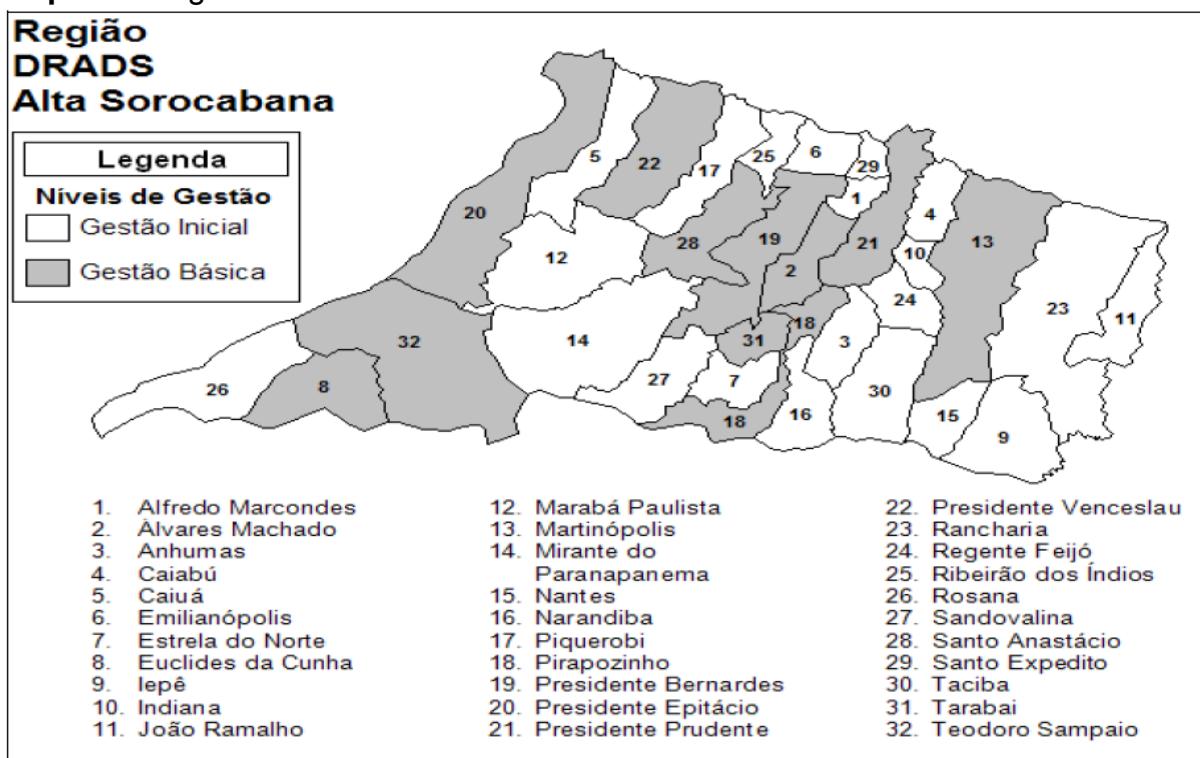 Região
DRADS
Alta Sorocabana
Legenda
Níveis de Gestão
Gestão Inicial
Gestão Básica
5
22
17
25
6
29
1
20
4
13
28
19
21
12
2
10
24
23
11
18
32
14
31
3
27
7
26
8
30
18
16
15
9
1. Alfredo Marcondes
2. Álvares Machado
3. Anhumas
4. Caiabú
5. Caiuá
6. Emilianópolis
7. Estrela do Norte
8. Euclides da Cunha
9. Iepê
10. Indiana
11. João Ramalho
12. Marabá Paulista
13. Martinópolis
14. Mirante do
Paranapanema
15. Nantes
16. Narandiba
17. Piquerobi
18. Pirapozinho
19. Presidente Bernardes
20. Presidente Epitácio
21. Presidente Prudente
22. Presidente Venceslau
23. Rancharia
24. Regente Feijó
25. Ribeirão dos Índios
26. Rosana
27. Sandovalina
28. Santo Anastácio
29. Santo Expedito
30. Taciba
31. Tarabai
32. Teodoro Sampaio